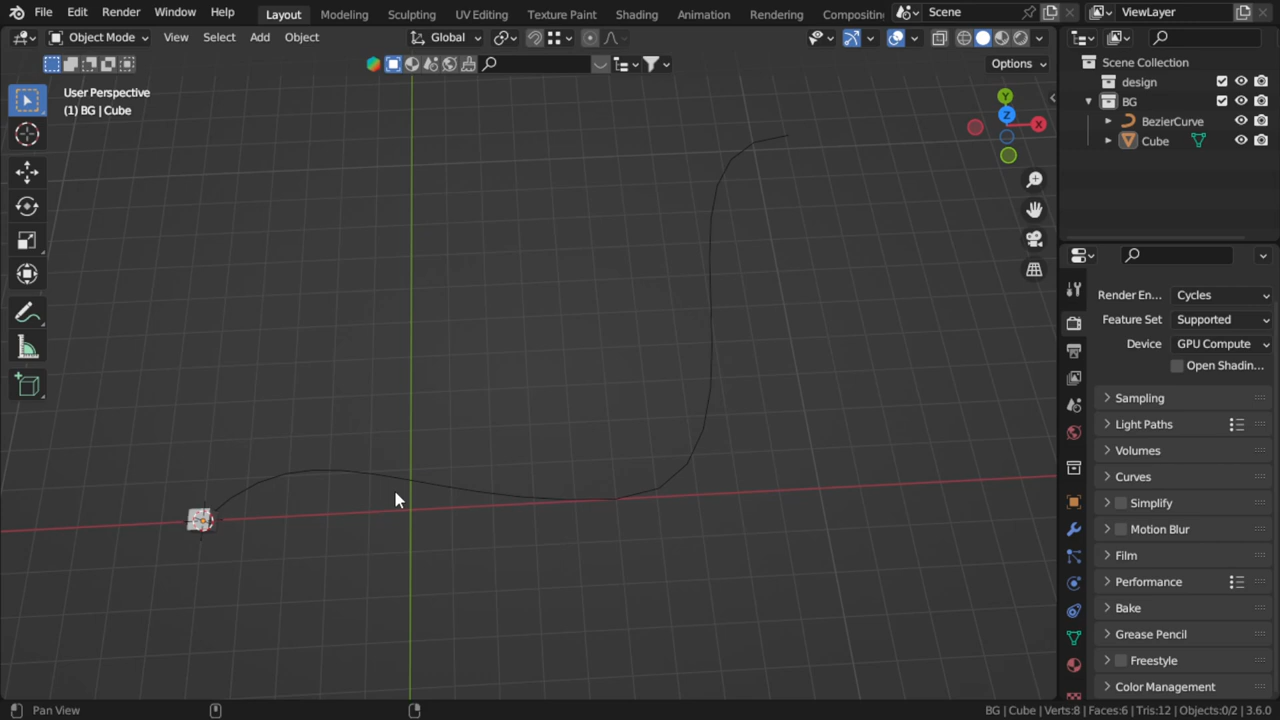 File Edit Render Window Help Layout Modeling Sculpting UV Editing Texture Paint Shading Animation Rendering Compositing Scene ViewLayer
Object Mode View Select Add Object Global
Options
User Perspective
(1) BG | Cube
Y
Z
X
Scene Collection
design
BG
BezierCurve
Cube
Render En... Cycles
Feature Set Supported
Device GPU Compute
Open Shadin...
Sampling
Light Paths
Volumes
Curves
Simplify
Motion Blur
Film
Performance
Bake
Grease Pencil
Freestyle
Color Management
Pan View
BG | Cube | Verts:8 | Faces:6 | Tris:12 | Objects:0/2 | 3.6.0